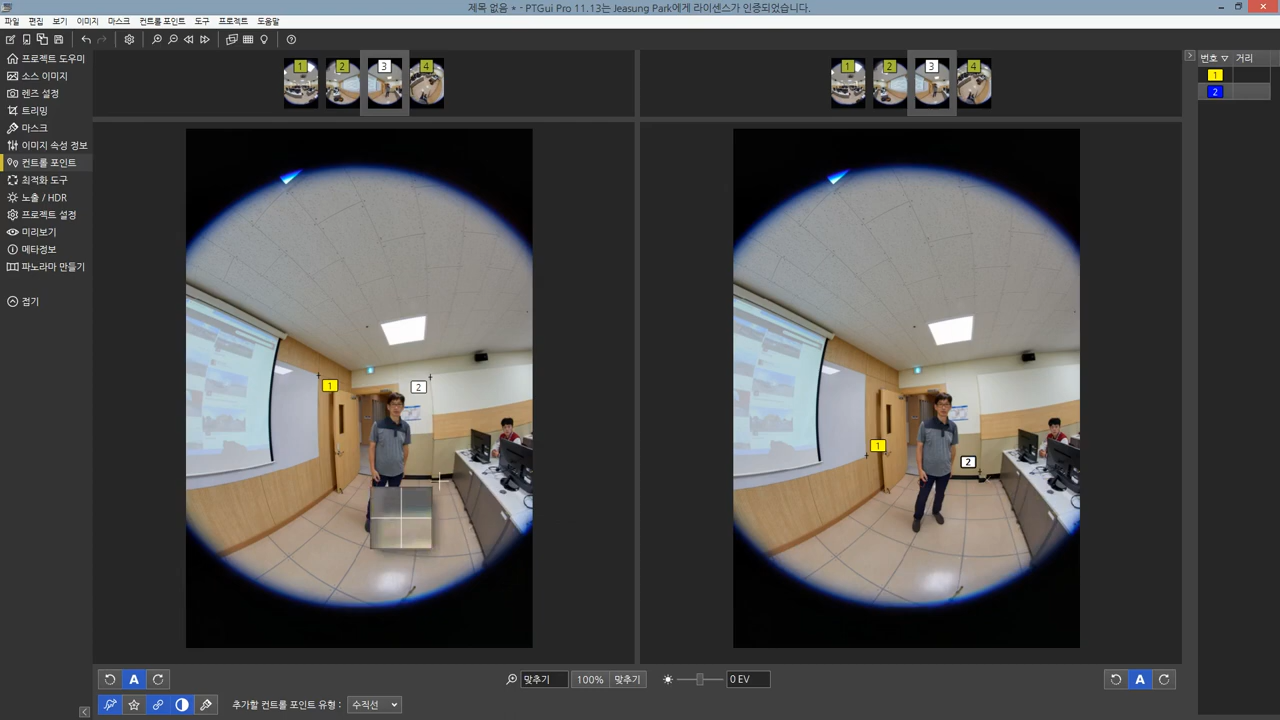 제목 없음 * - PTGui Pro 11.13는 Jeasung Park에게 라이센스가 인증되었습니다.
파일 편집 보기 이미지 마스크 컨트롤 포인트 도구 프로젝트 도움말
프로젝트 도우미
소스 이미지
렌즈 설정
트리밍
마스크
이미지 속성 정보
컨트롤 포인트
최적화 도구
노출 / HDR
프로젝트 설정
미리보기
메타정보
파노라마 만들기
접기
1 2 3 4
1 2 3 4
번호 거리
1
2
1 2
1 2
A
맞추기 100% 맞추기
0 EV
A
추가할 컨트롤 포인트 유형 : 수직선